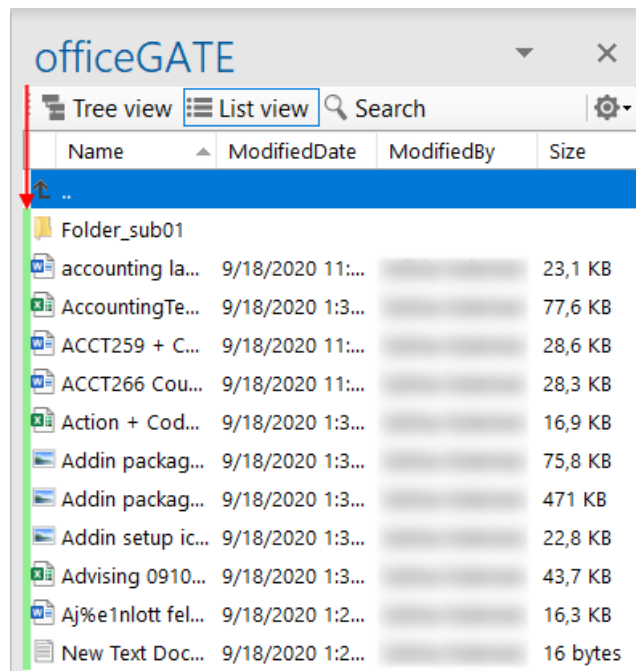 officeGATE
Tree view List view Search
Name ModifiedDate ModifiedBy Size
..
Folder_sub01
accounting la... 9/18/2020 11:... 23,1 KB
AccountingTe... 9/18/2020 1:3... 77,6 KB
ACCT259 + C... 9/18/2020 11:... 28,6 KB
ACCT266 Cou... 9/18/2020 11:... 28,3 KB
Action + Cod... 9/18/2020 1:3... 16,9 KB
Addin packag... 9/18/2020 1:3... 75,8 KB
Addin packag... 9/18/2020 1:3... 471 KB
Addin setup ic... 9/18/2020 1:3... 22,8 KB
Advising 0910... 9/18/2020 1:3... 43,7 KB
Aj%e1nlott fel... 9/18/2020 1:2... 16,3 KB
New Text Doc... 9/18/2020 1:2... 16 bytes